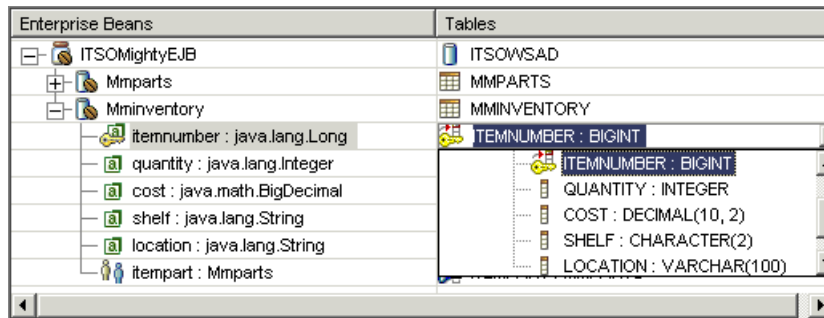 Enterprise Beans Tables
ITSOMightyEJB ITSOWSAD
Mmparts MMPARTS
Mminventory MMINVENTORY
itemnumber : java.lang.Long ITEMNUMBER : BIGINT
quantity : java.lang.Integer ITEMNUMBER : BIGINT
cost : java.math.BigDecimal QUANTITY : INTEGER
shelf : java.lang.String COST : DECIMAL(10, 2)
location : java.lang.String SHELF : CHARACTER(2)
itempart : Mmparts LOCATION : VARCHAR(100)